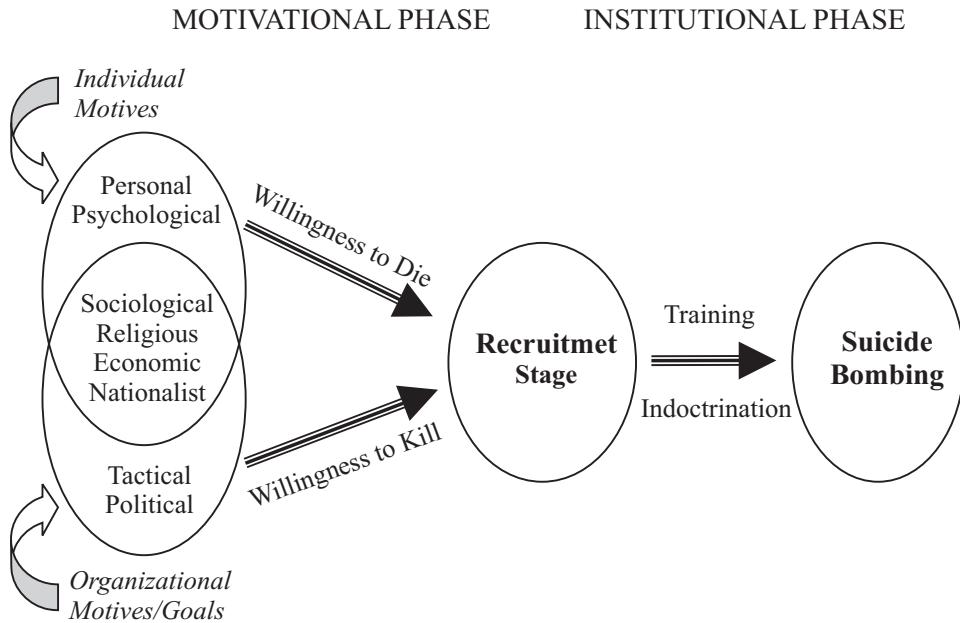 MOTIVATIONAL PHASE
INSTITUTIONAL PHASE
Individual
Motives
Personal
Psychological
Sociological
Religious
Economic
Nationalist
Tactical
Political
Organizational
Motives/Goals
Willingness to Die
Willingness to Kill
Recruitmet
Stage
Training
Indoctrination
Suicide
Bombing